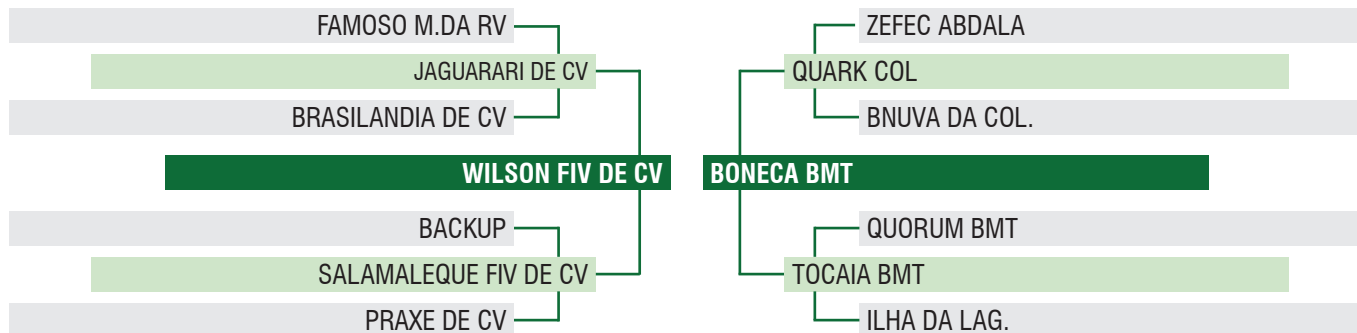 FAMOSO M.DA RV
JAGUARARI DE CV
BRASILANDIA DE CV
WILSON FIV DE CV
BACKUP
SALAMALEQUE FIV DE CV
PRAXE DE CV
ZEFEC ABDALA
QUARK COL
BNUVA DA COL.
BONECA BMT
QUORUM BMT
TOCAIA BMT
ILHA DA LAG.